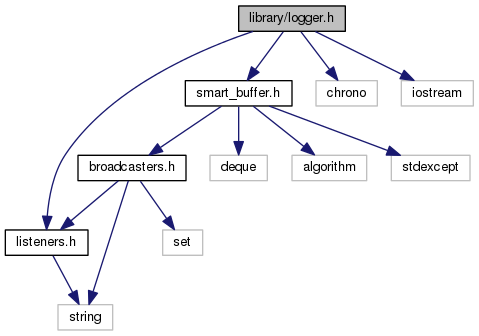 library/logger.h
smart_buffer.h
chrono
iostream
broadcasters.h
deque
algorithm
stdexcept
listeners.h
set
string